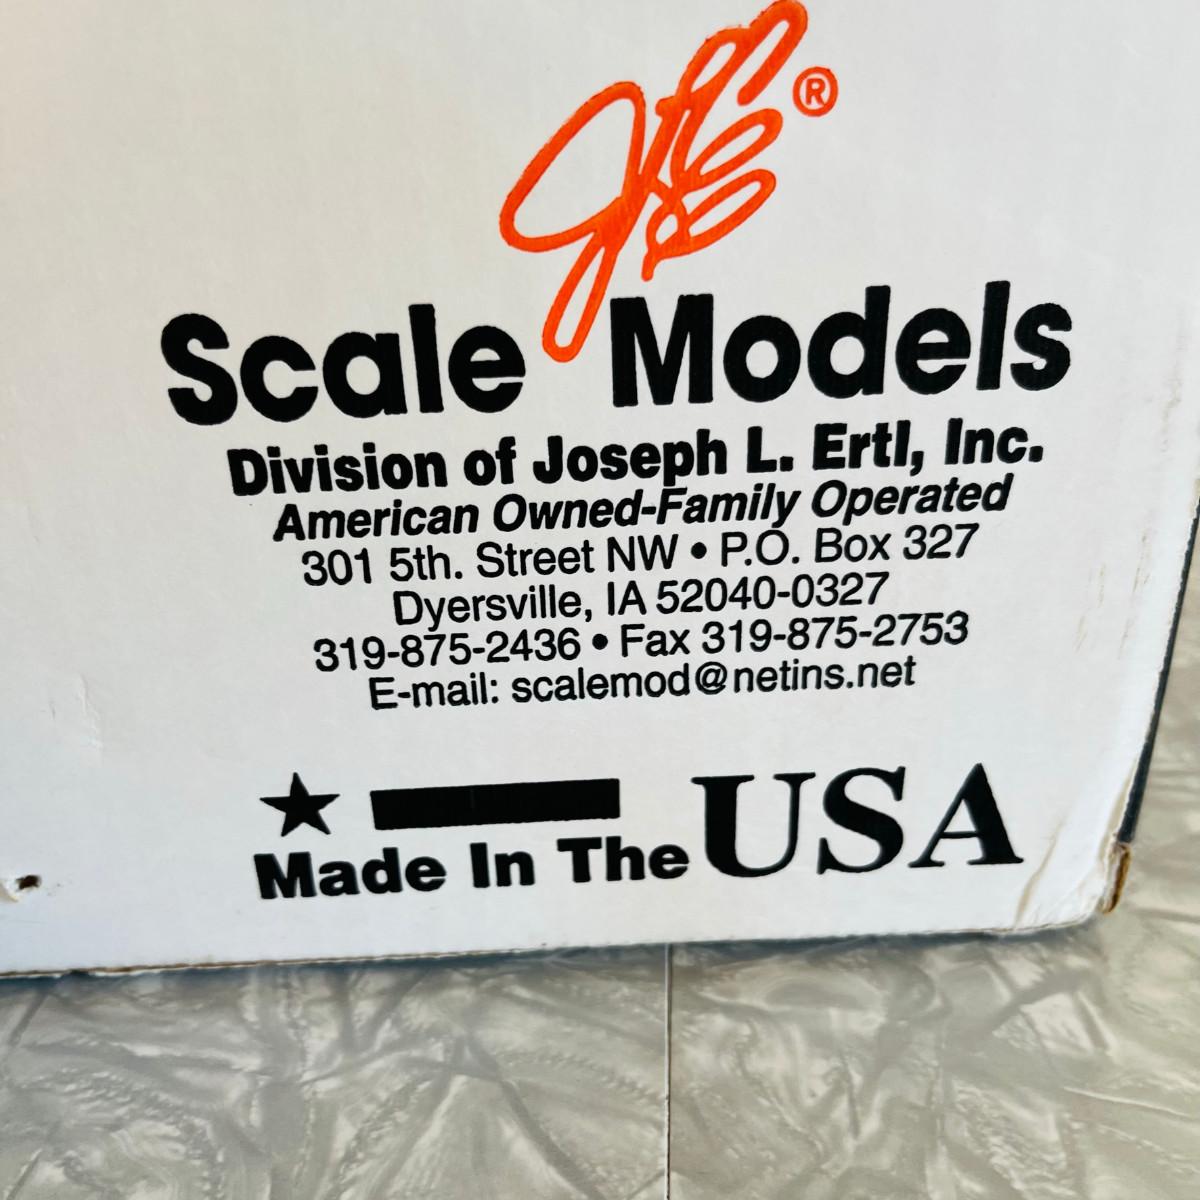 ®
Scale Models
Division of Joseph L. Ertl, Inc.
American Owned-Family Operated
301 5th. Street NW • P.O. Box 327
Dyersville, IA 52040-0327
319-875-2436 • Fax 319-875-2753
E-mail: scalemod@netins.net
Made In The USA